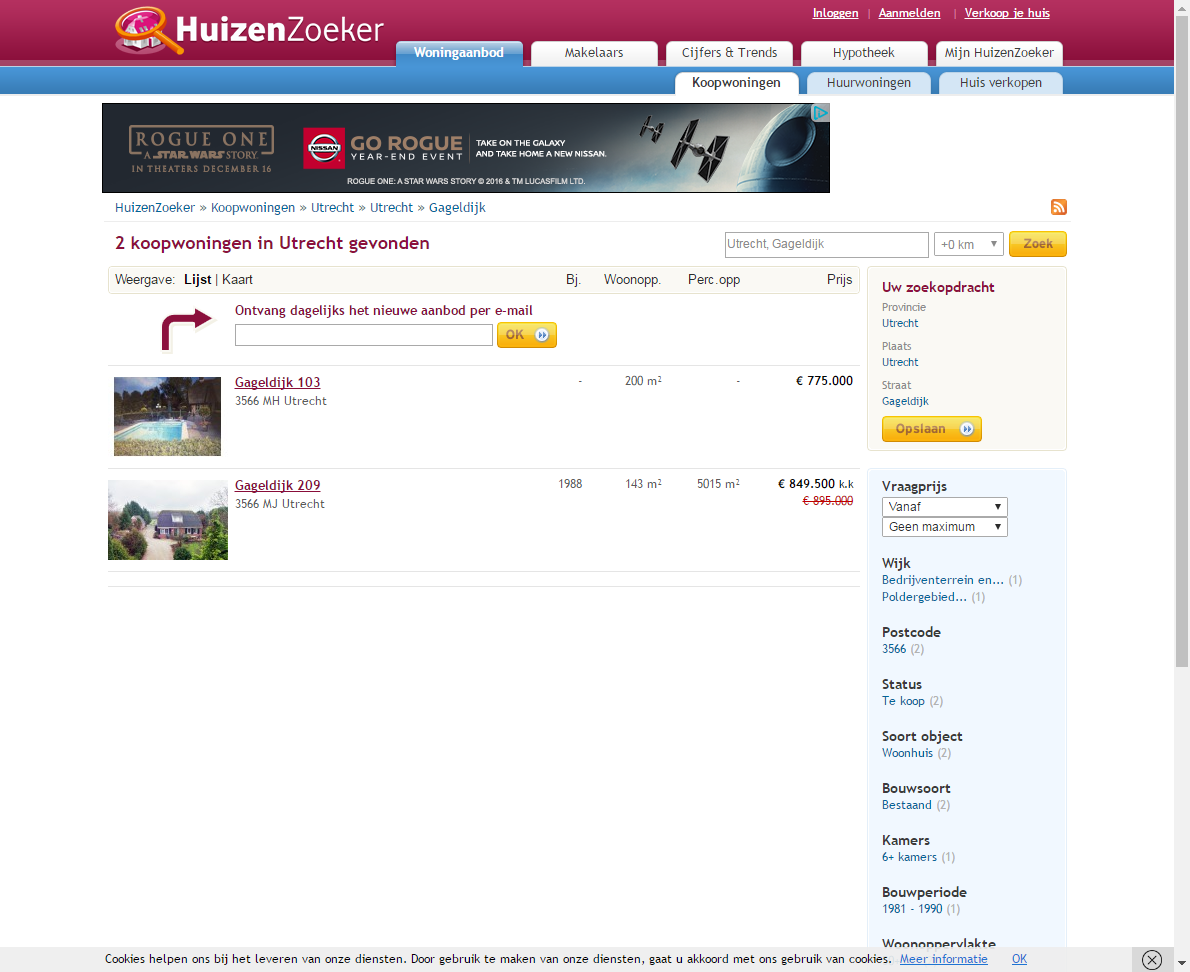 HuizenZoeker
Inloggen | Aanmelden | Verkoop je huis
Woningaanbod Makelaars Cijfers & Trends Hypotheek Mijn HuizenZoeker
Koopwoningen Huurwoningen Huis verkopen
ROGUE ONE
A STAR WARS STORY
IN THEATERS DECEMBER 16
NISSAN
GO ROGUE
YEAR-END EVENT
TAKE ON THE GALAXY
AND TAKE HOME A NEW NISSAN.
ROGUE ONE: A STAR WARS STORY © 2016 & TM LUCASFILM LTD.
HuizenZoeker » Koopwoningen » Utrecht » Utrecht » Gageldijk
2 koopwoningen in Utrecht gevonden
Utrecht, Gageldijk +0 km Zoek
Weergave: Lijst | Kaart Bj. Woonopp. Perc.opp Prijs
Ontvang dagelijks het nieuwe aanbod per e-mail
OK
Gageldijk 103 - 200 m² - € 775.000
3566 MH Utrecht
Gageldijk 209 1988 143 m² 5015 m² € 849.500 k.k
3566 MJ Utrecht € 895.000
Uw zoekopdracht
Provincie
Utrecht
Plaats
Utrecht
Straat
Gageldijk
Opslaan
Vraagprijs
Vanaf
Geen maximum
Wijk
Bedrijventerrein en... (1)
Poldergebied... (1)
Postcode
3566 (2)
Status
Te koop (2)
Soort object
Woonhuis (2)
Bouwsoort
Bestaand (2)
Kamers
6+ kamers (1)
Bouwperiode
1981 - 1990 (1)
Woonoppervlakte
Cookies helpen ons bij het leveren van onze diensten. Door gebruik te maken van onze diensten, gaat u akkoord met ons gebruik van cookies. Meer informatie OK